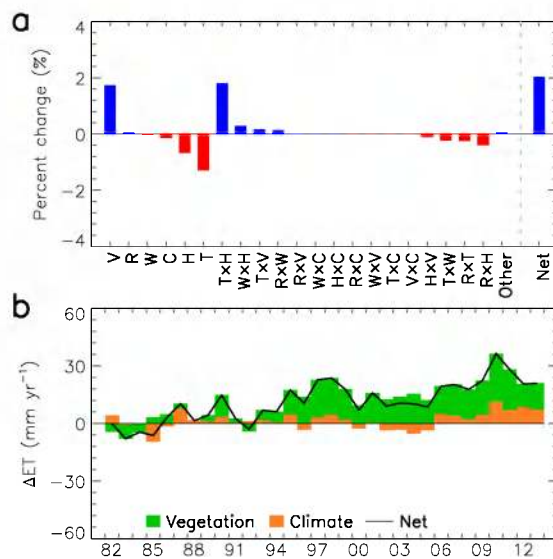 a
Percent change (%)
4
2
0
−2
−4
V R W C H T T×H W×H T×V R×W R×V W×C H×C R×C W×V T×C V×C H×V T×W R×T R×H Other Net
b
ΔET (mm yr⁻¹)
60
30
0
−30
−60
Vegetation Climate Net
82 85 88 91 94 97 00 03 06 09 12